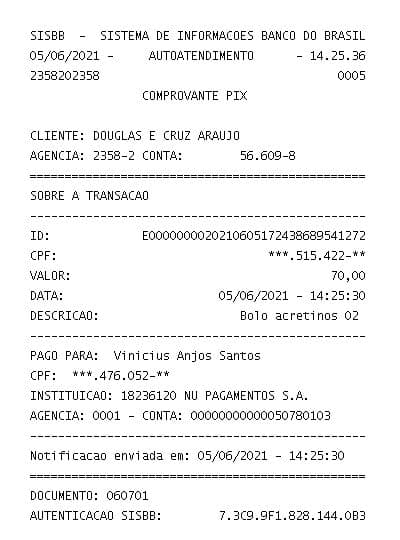 SISBB - SISTEMA DE INFORMACOES BANCO DO BRASIL
05/06/2021 - AUTOATENDIMENTO - 14.25.36
2358202358 0005
COMPROVANTE PIX
CLIENTE: DOUGLAS E CRUZ ARAUJO
AGENCIA: 2358-2 CONTA: 56.609-8
================================================
SOBRE A TRANSACAO
------------------------------------------------
ID: E00000000202106051724386895412​72
CPF: ***.515.422-**
VALOR: 70,00
DATA: 05/06/2021 - 14:25:30
DESCRICAO: Bolo acretinos 02
------------------------------------------------
PAGO PARA: Vinicius Anjos Santos
CPF: ***.476.052-**
INSTITUICAO: 18236120 NU PAGAMENTOS S.A.
AGENCIA: 0001 - CONTA: 00000000000050780103
------------------------------------------------
Notificacao enviada em: 05/06/2021 - 14:25:30
================================================
DOCUMENTO: 060701
AUTENTICACAO SISBB: 7.3C9.9F1.828.144.0B3